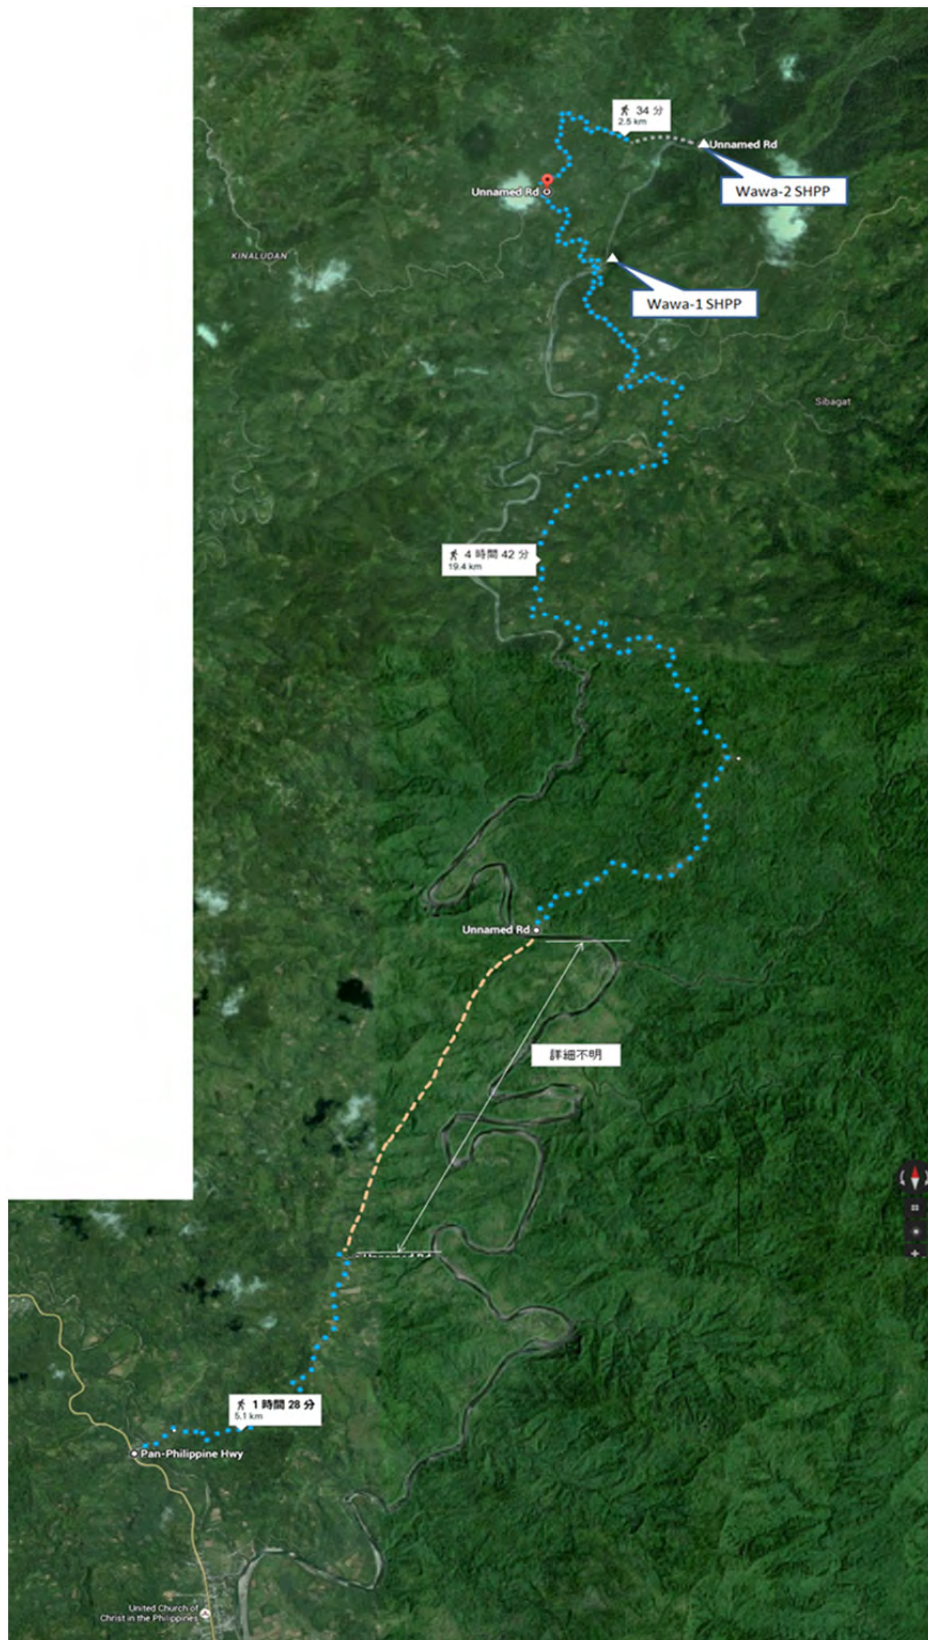 34 分
2.5 km
Unnamed Rd
Wawa-2 SHPP
Unnamed Rd
KINALUDAN
Wawa-1 SHPP
Sibagat
4 時間 42 分
19.4 km
Unnamed Rd
詳細不明
Unnamed Rd
1 時間 28 分
5.1 km
Pan-Philippine Hwy
United Church of
Christ in the Philippines